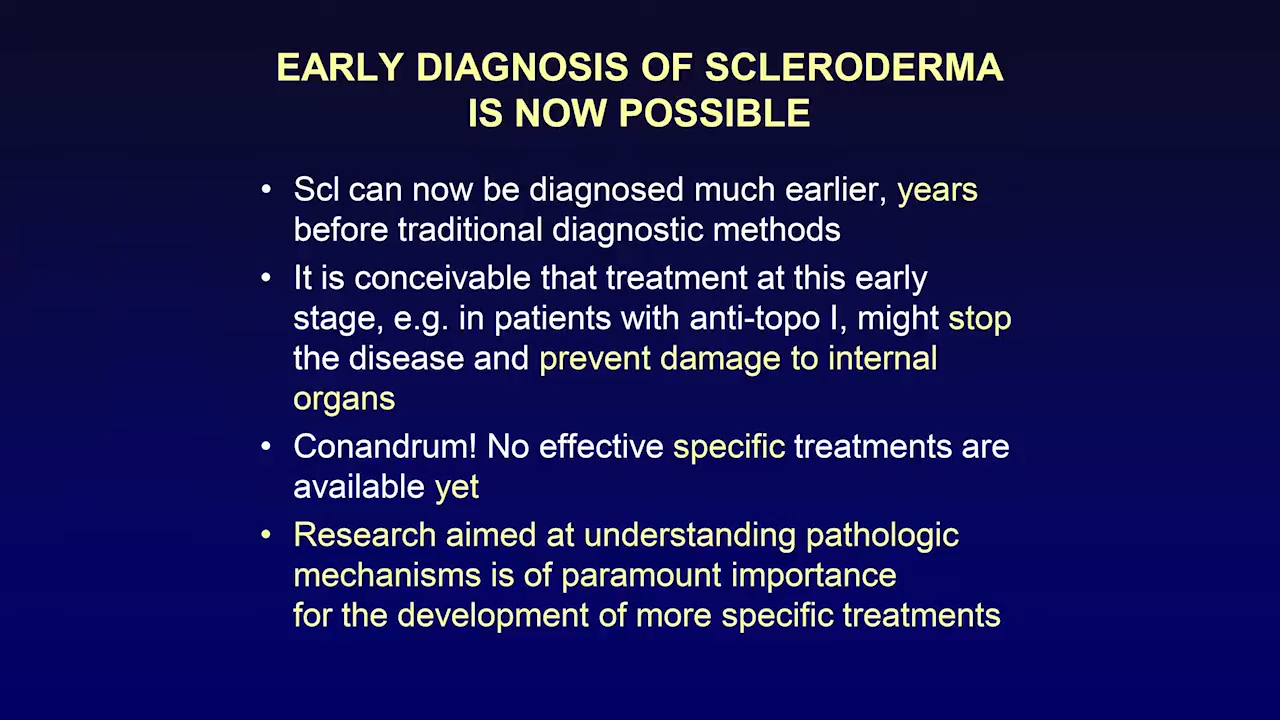 EARLY DIAGNOSIS OF SCLERODERMA
IS NOW POSSIBLE
• Scl can now be diagnosed much earlier, years
before traditional diagnostic methods
• It is conceivable that treatment at this early
stage, e.g. in patients with anti-topo I, might stop
the disease and prevent damage to internal
organs
• Conandrum! No effective specific treatments are
available yet
• Research aimed at understanding pathologic
mechanisms is of paramount importance
for the development of more specific treatments